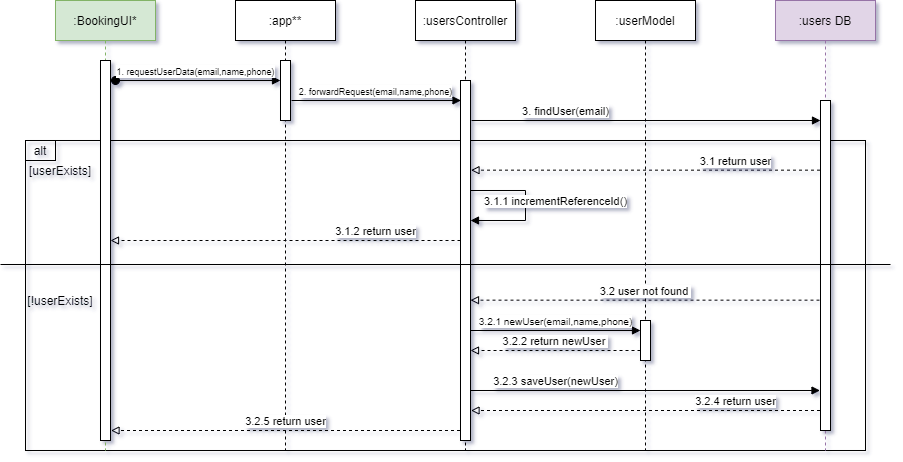 :BookingUI*
:app**
:usersController
:userModel
:users DB
1. requestUserData(email,name,phone)
2. forwardRequest(email,name,phone)
3. findUser(email)
alt
[userExists]
3.1 return user
3.1.1 incrementReferenceId()
3.1.2 return user
[!userExists]
3.2 user not found
3.2.1 newUser(email,name,phone)
3.2.2 return newUser
3.2.3 saveUser(newUser)
3.2.4 return user
3.2.5 return user